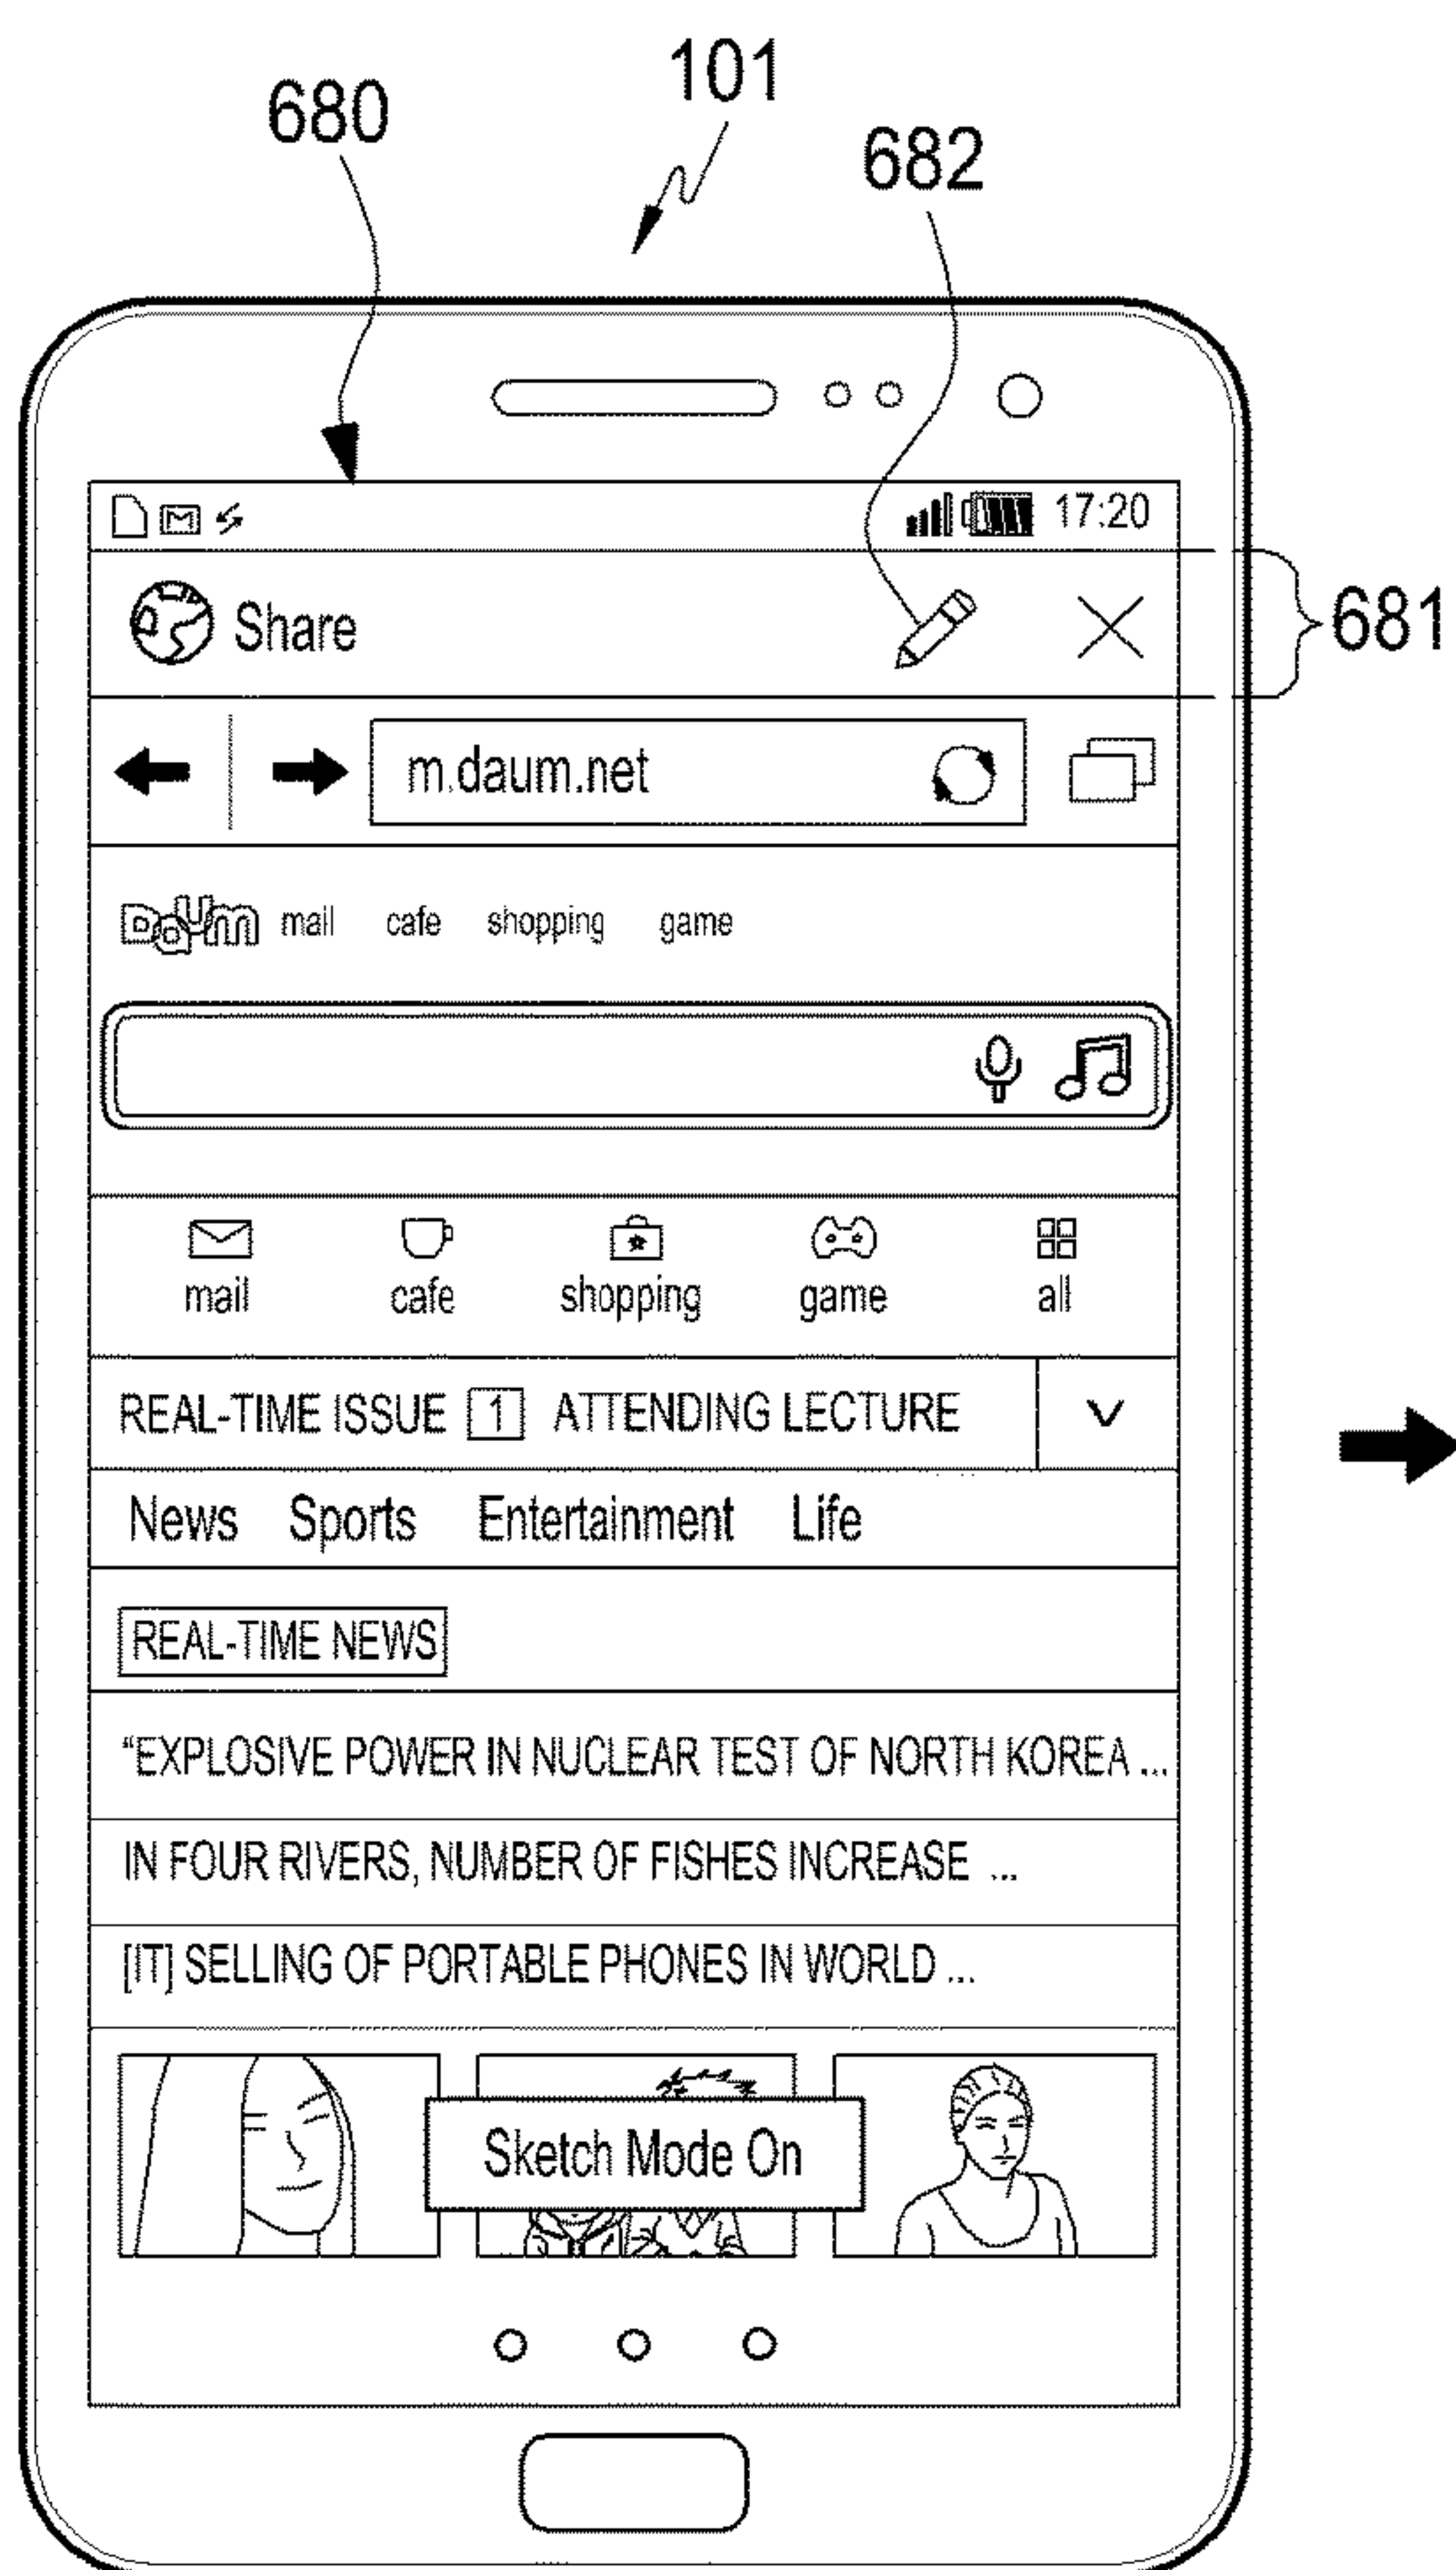 101
680
682
17:20
Share
681
m.daum.net
Daum mail cafe shopping game
mail cafe shopping game all
REAL-TIME ISSUE 1 ATTENDING LECTURE
News Sports Entertainment Life
REAL-TIME NEWS
“EXPLOSIVE POWER IN NUCLEAR TEST OF NORTH KOREA ...
IN FOUR RIVERS, NUMBER OF FISHES INCREASE ...
[IT] SELLING OF PORTABLE PHONES IN WORLD ...
Sketch Mode On